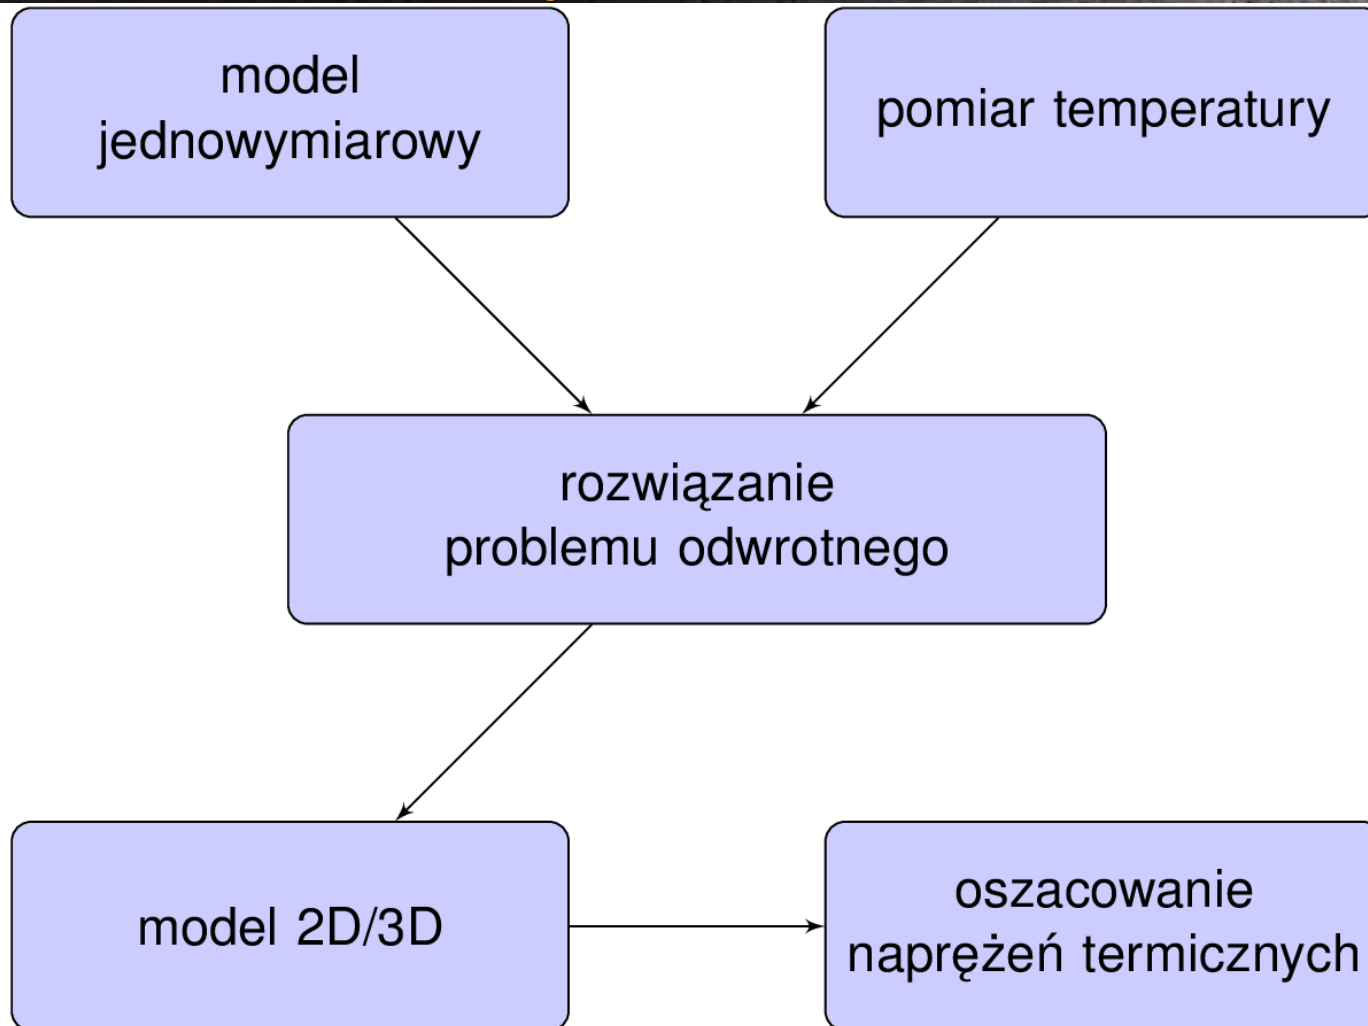 model
jednowymiarowy
pomiar temperatury
rozwiązanie
problemu odwrotnego
model 2D/3D
oszacowanie
naprężeń termicznych